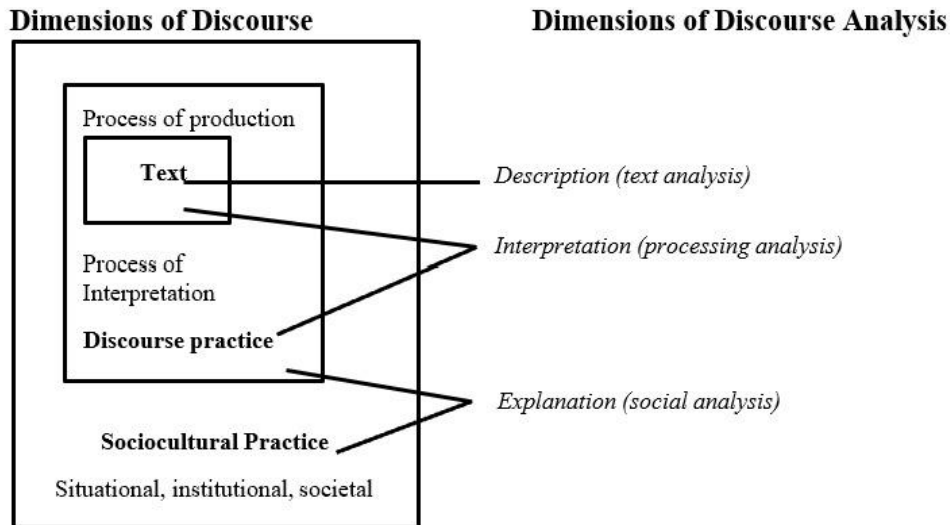 Dimensions of Discourse
Dimensions of Discourse Analysis
Process of production
Text
Description (text analysis)
Interpretation (processing analysis)
Process of
Interpretation
Discourse practice
Explanation (social analysis)
Sociocultural Practice
Situational, institutional, societal